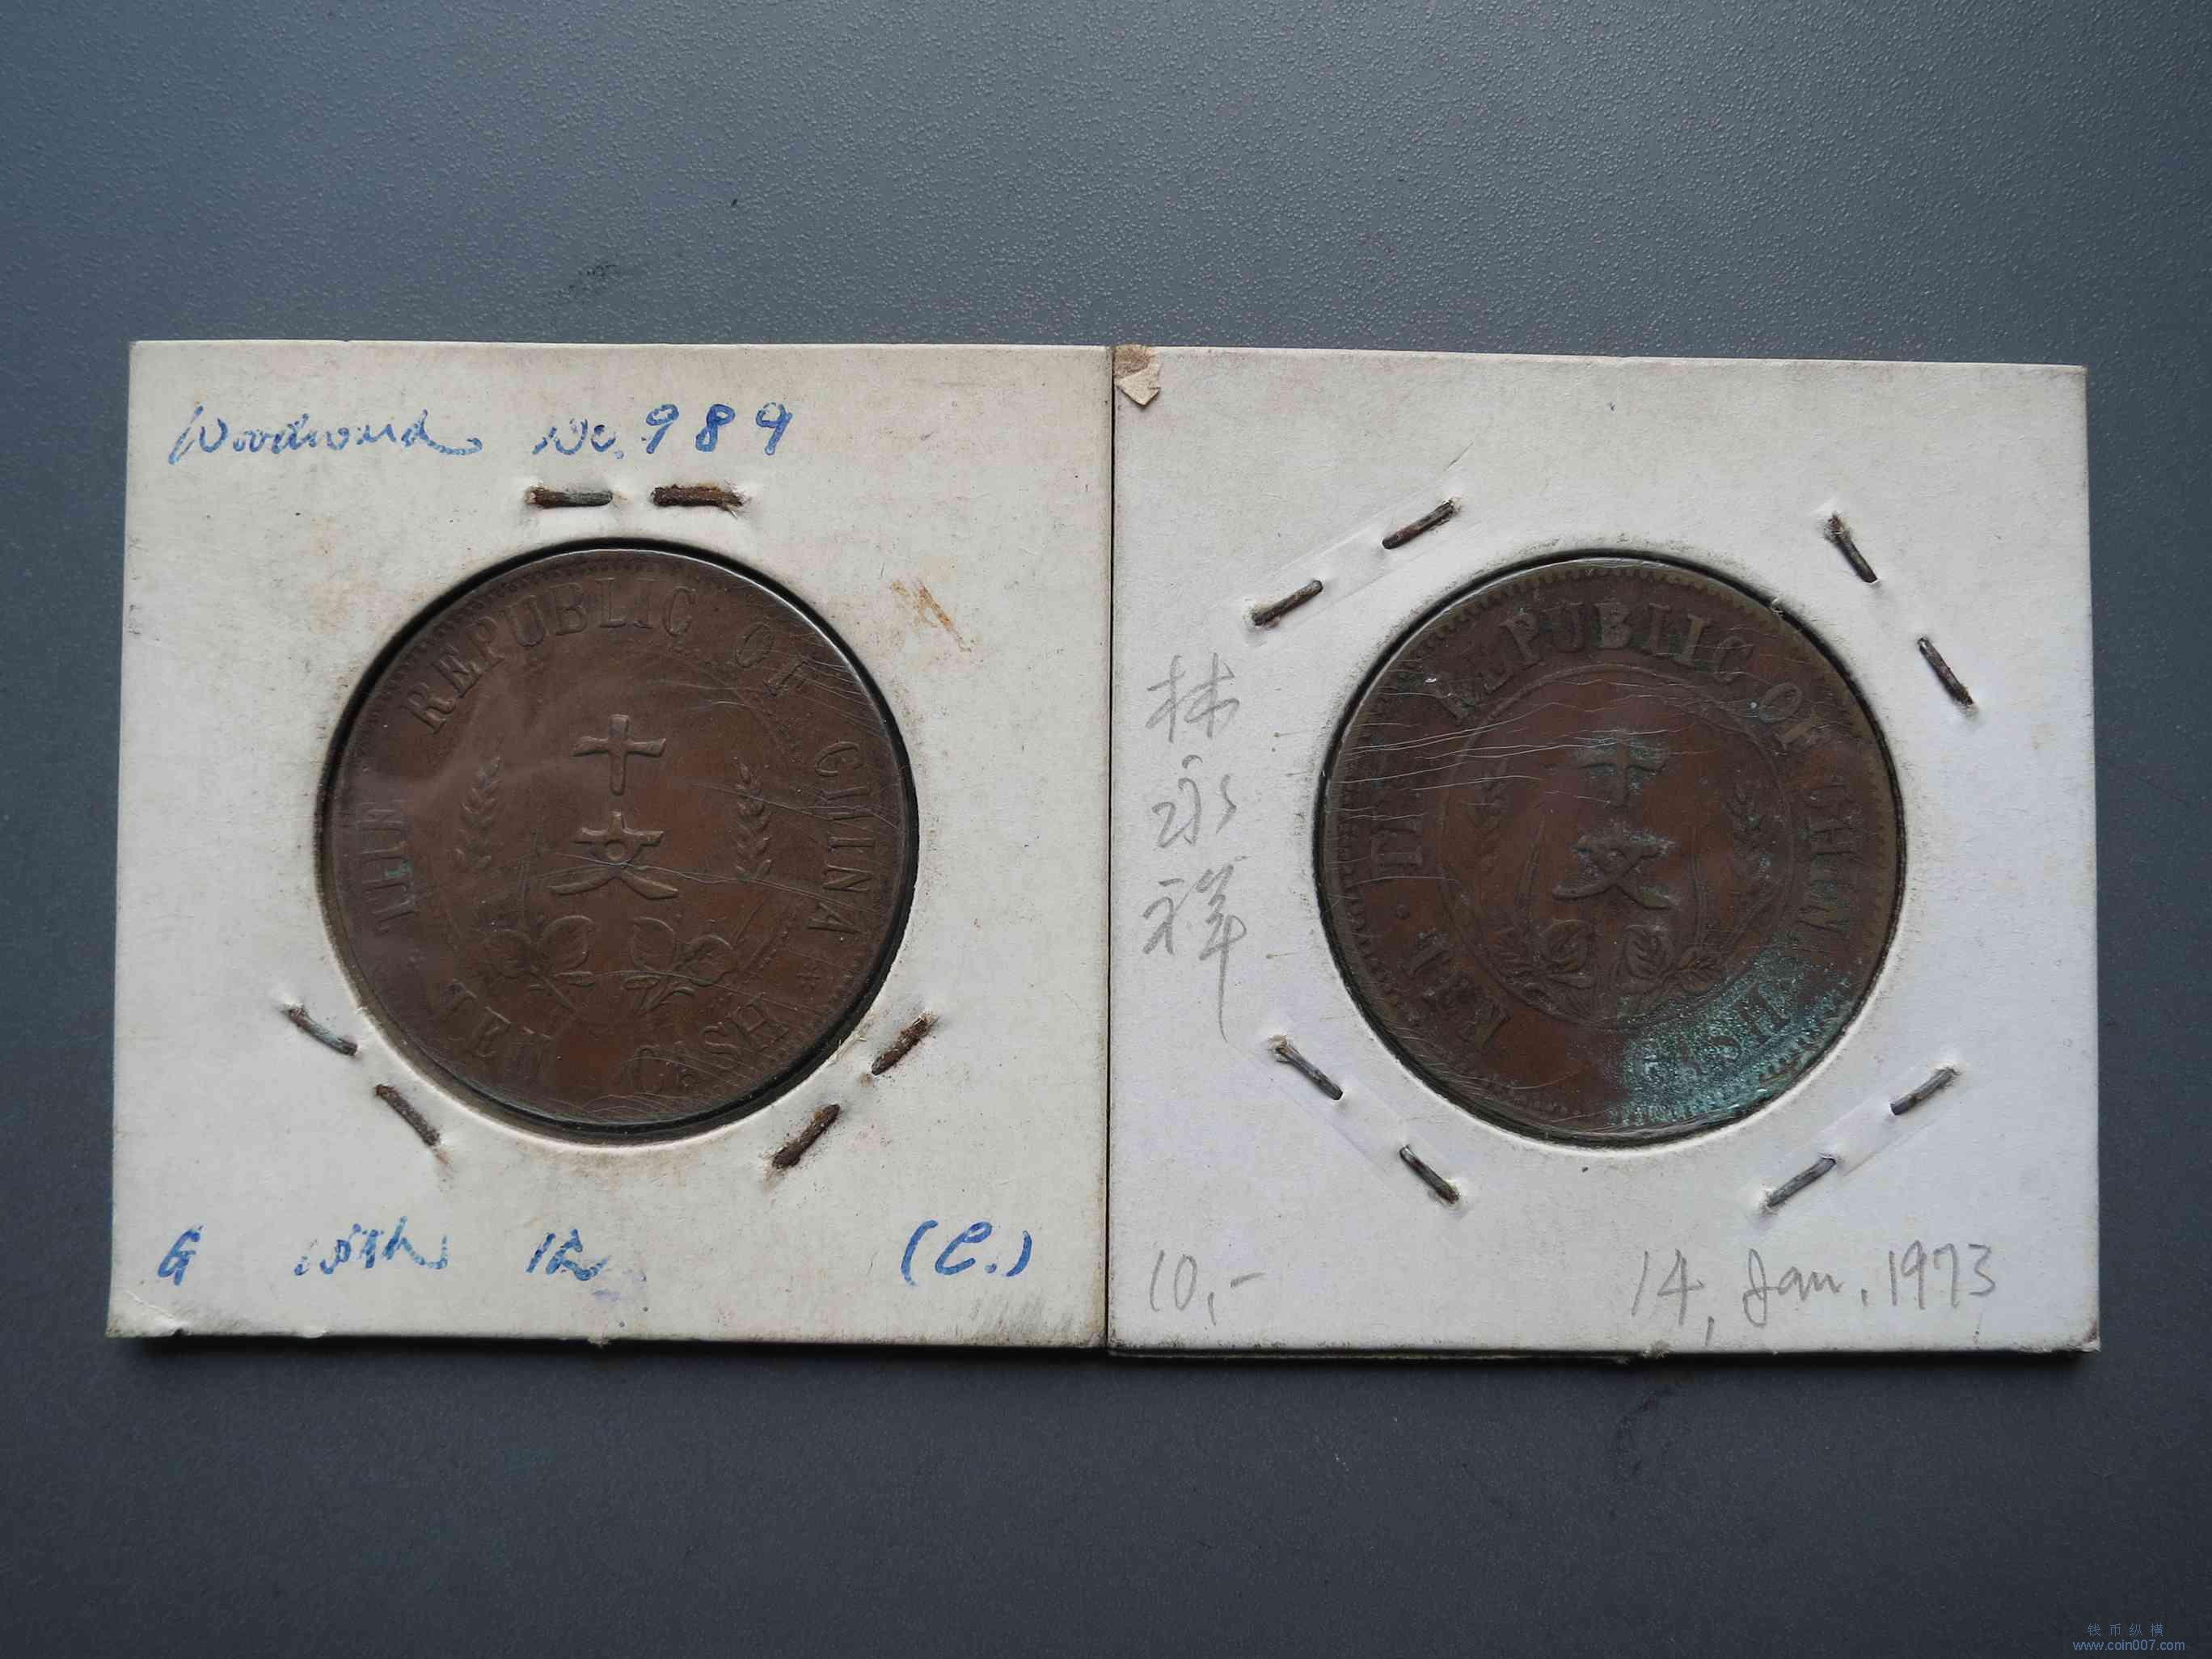 Woodward No. 989
THE REPUBLIC OF CHINA
十
文
TEN CASH
G
(C.)
林
永
祥
REPUBLIC OF CHIN
十
文
10,-
14, Jan. 1973
钱币纵横
www.coin007.com